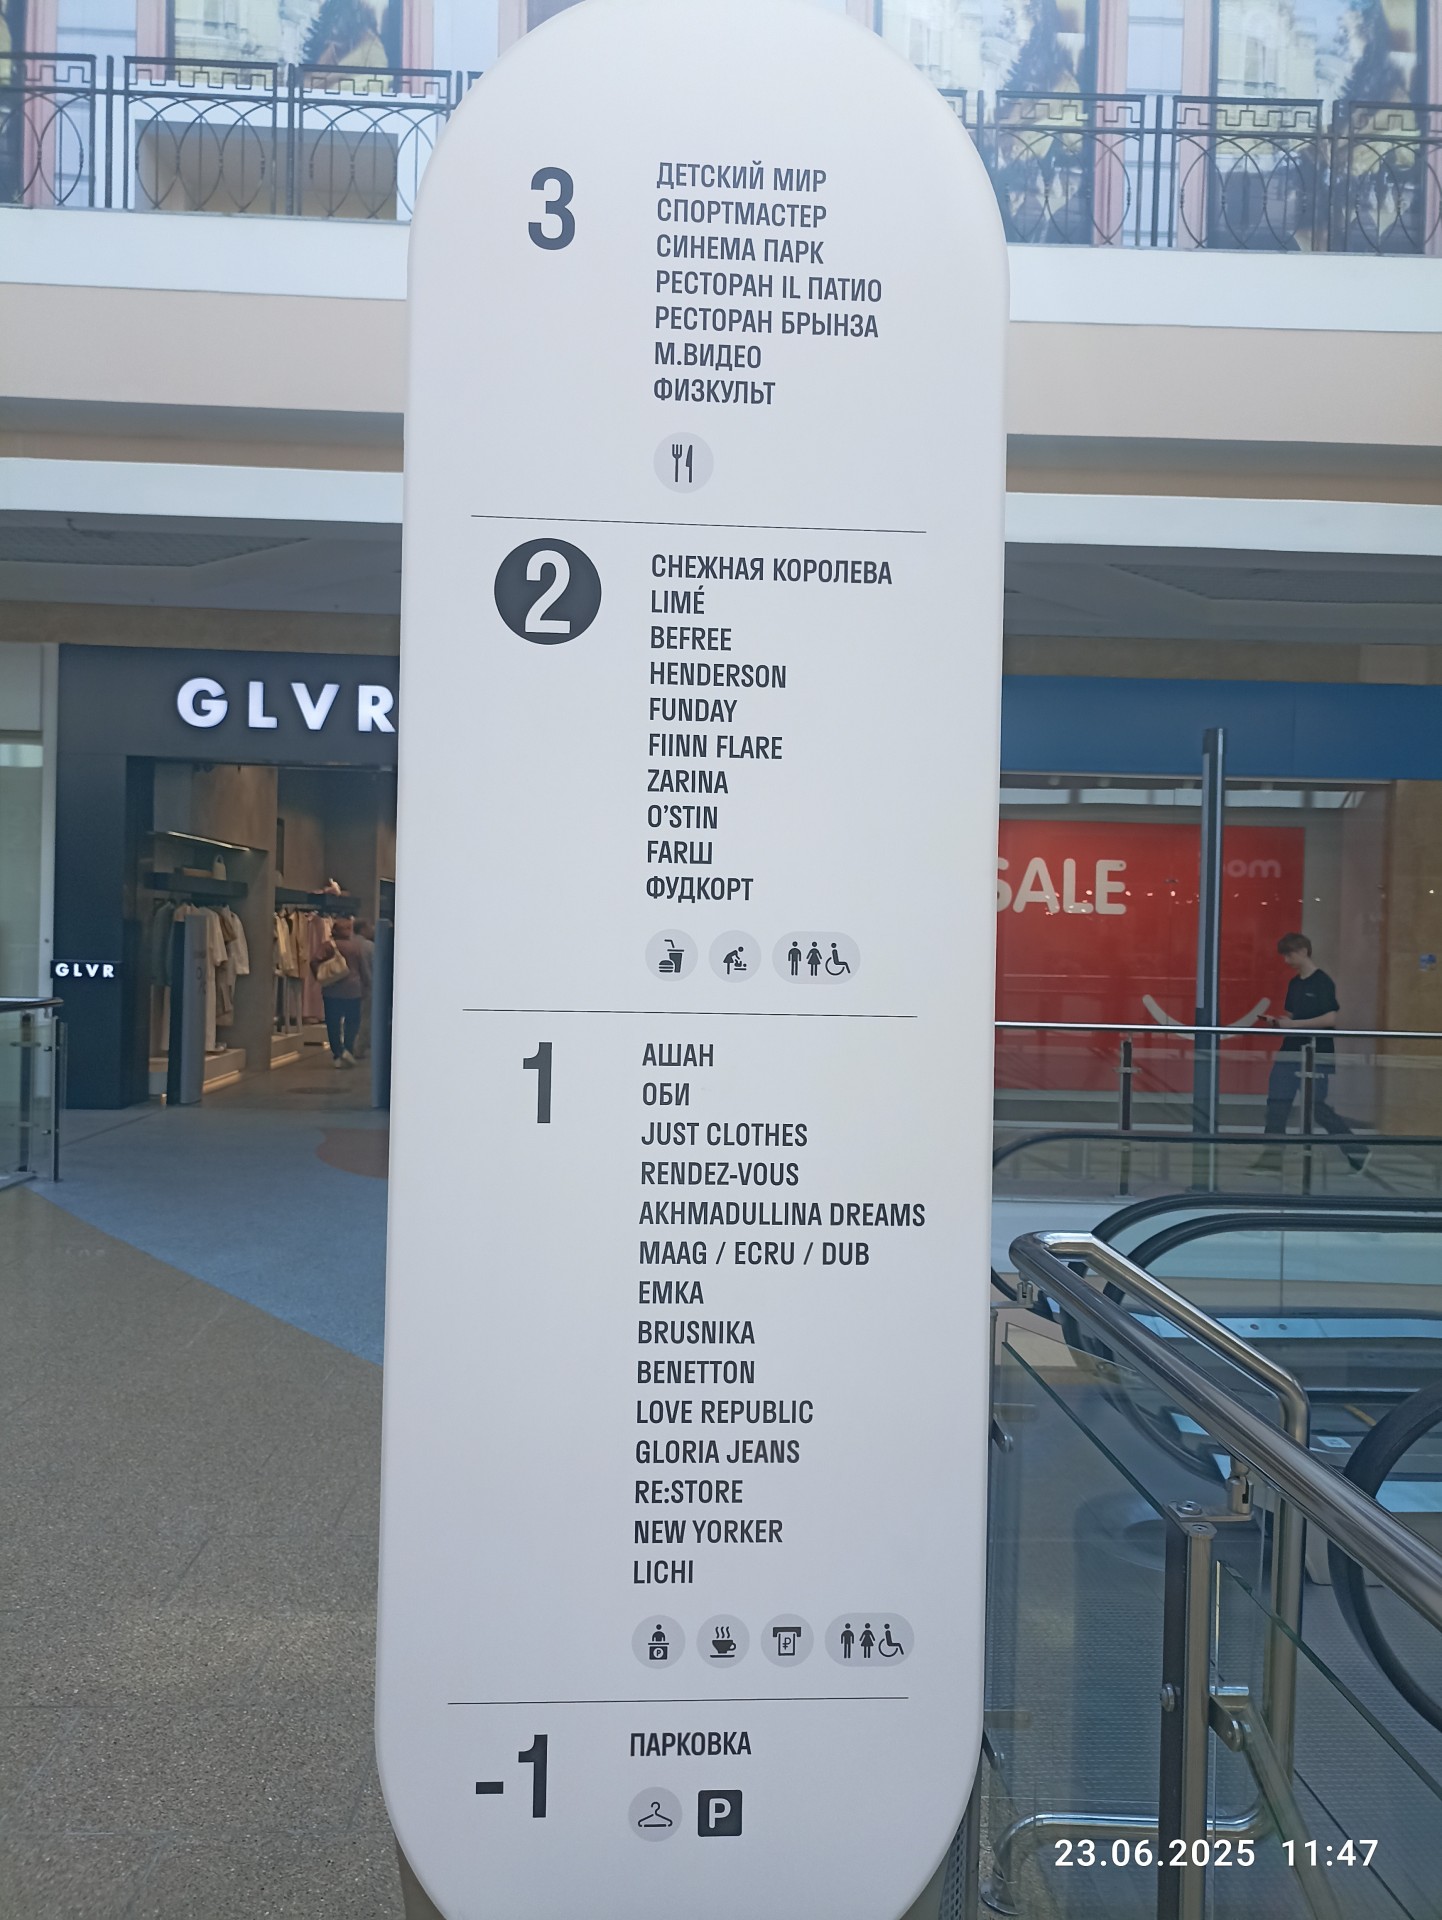 3
ДЕТСКИЙ МИР
СПОРТМАСТЕР
СИНЕМА ПАРК
РЕСТОРАН IL ПАТИО
РЕСТОРАН БРЫНЗА
М.ВИДЕО
ФИЗКУЛЬТ
2
СНЕЖНАЯ КОРОЛЕВА
LIMÉ
BEFREE
HENDERSON
FUNDAY
FIINN FLARE
ZARINA
O'STIN
FARШ
ФУДКОРТ
1
АШАН
ОБИ
JUST CLOTHES
RENDEZ-VOUS
AKHMADULLINA DREAMS
MAAG / ECRU / DUB
EMKA
BRUSNIKA
BENETTON
LOVE REPUBLIC
GLORIA JEANS
RE:STORE
NEW YORKER
LICHI
-1
ПАРКОВКА
P
GLVR
GLVR
SALE
23.06.2025 11:47